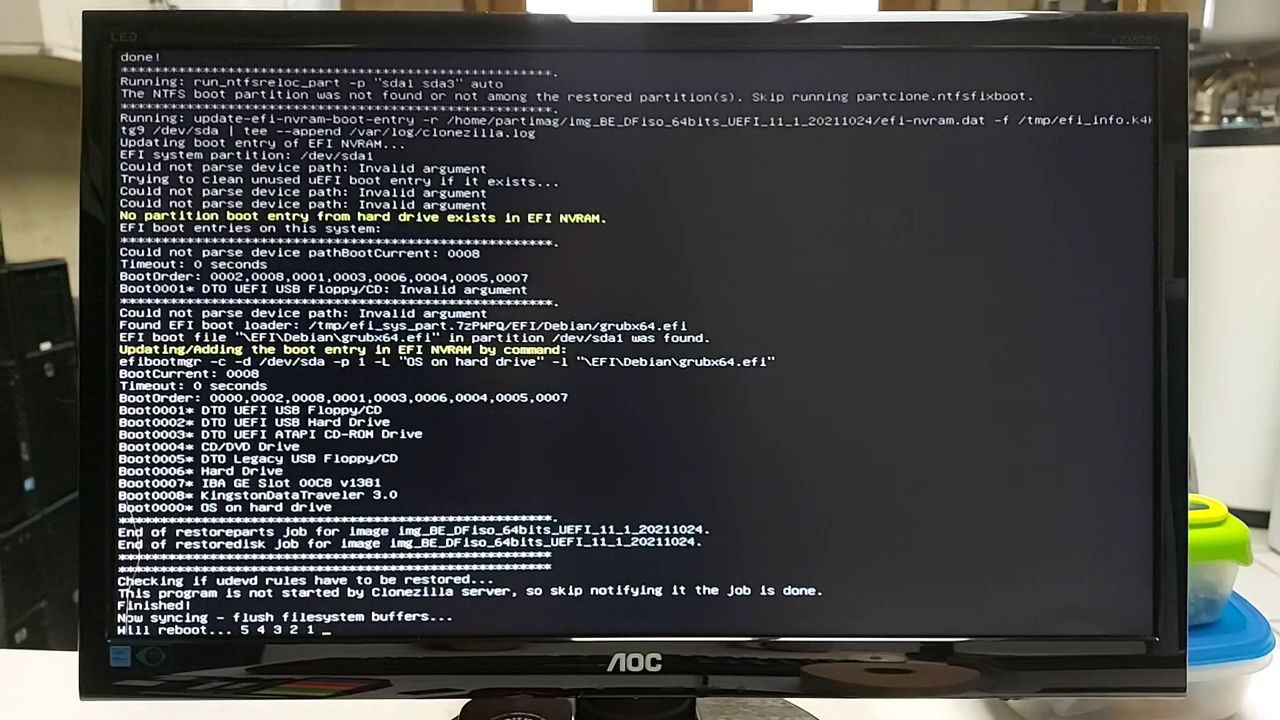 LED
done!
************************************************************.
Running: run_ntfsreloc_part -p "sda1 sda3" auto
The NTFS boot partition was not found or not among the restored partition(s). Skip running partclone.ntfsfixboot.
************************************************************.
Running: update-efi-nvram-boot-entry -r /home/partimag/img_BE_DFiso_64bits_UEFI_11_1_20211024/efi-nvram.dat -f /tmp/efi_info.k4k
tg9 /dev/sda | tee --append /var/log/clonezilla.log
Updating boot entry of EFI NVRAM...
EFI system partition: /dev/sda1
Could not parse device path: Invalid argument
Trying to clean unused uEFI boot entry if it exists...
Could not parse device path: Invalid argument
Could not parse device path: Invalid argument
No partition boot entry from hard drive exists in EFI NVRAM.
EFI boot entries on this system:
************************************************************.
Could not parse device pathBootCurrent: 0008
Timeout: 0 seconds
BootOrder: 0002,0008,0001,0003,0006,0004,0005,0007
Boot0001* DTO UEFI USB Floppy/CD: Invalid argument
************************************************************.
Could not parse device path: Invalid argument
Found EFI boot loader: /tmp/efi_sys_part.7zPWPQ/EFI/Debian/grubx64.efi
EFI boot file "\EFI\Debian\grubx64.efi" in partition /dev/sda1 was found.
Updating/Adding the boot entry in EFI NVRAM by command:
efibootmgr -c -d /dev/sda -p 1 -L "OS on hard drive" -l "\EFI\Debian\grubx64.efi"
BootCurrent: 0008
Timeout: 0 seconds
BootOrder: 0000,0002,0008,0001,0003,0006,0004,0005,0007
Boot0001* DTO UEFI USB Floppy/CD
Boot0002* DTO UEFI USB Hard Drive
Boot0003* DTO UEFI ATAPI CD-ROM Drive
Boot0004* CD/DVD Drive
Boot0005* DTO Legacy USB Floppy/CD
Boot0006* Hard Drive
Boot0007* IBA GE Slot 00C8 v1381
Boot0008* KingstonDataTraveler 3.0
Boot0000* OS on hard drive
************************************************************.
End of restoreparts job for image img_BE_DFiso_64bits_UEFI_11_1_20211024.
End of restoredisk job for image img_BE_DFiso_64bits_UEFI_11_1_20211024.
************************************************************
************************************************************
Checking if udevd rules have to be restored...
This program is not started by Clonezilla server, so skip notifying it the job is done.
Finished!
Now syncing - flush filesystem buffers...
Will reboot... 5 4 3 2 1 _
AOC